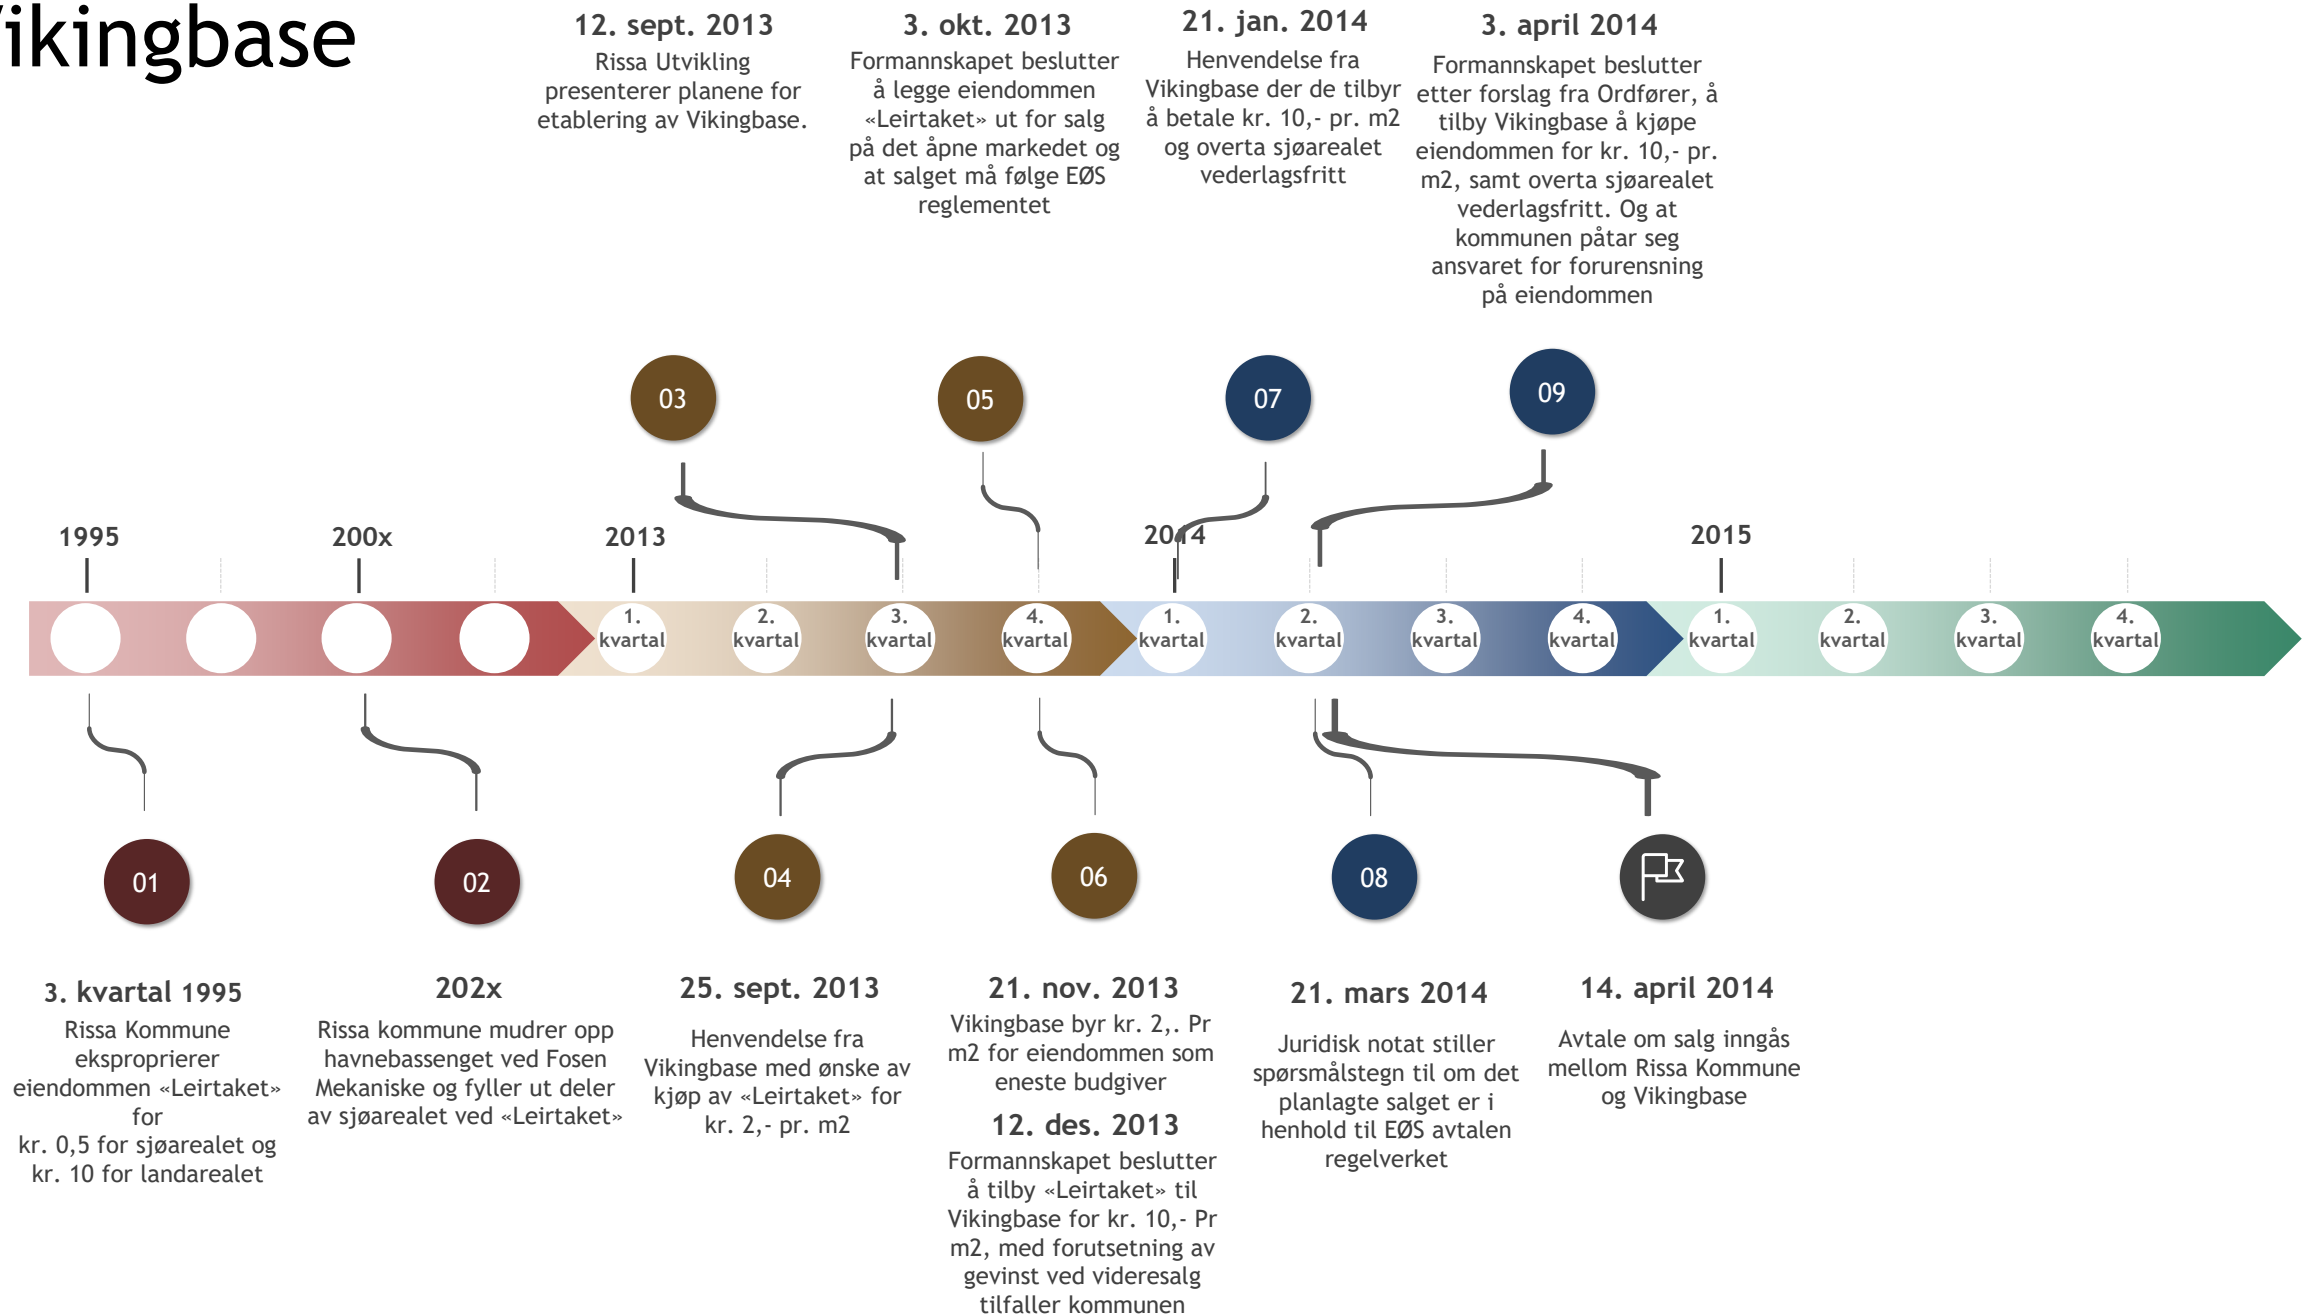 ikingbase
12. sept. 2013
Rissa Utvikling
presenterer planene for
etablering av Vikingbase.
3. okt. 2013
Formannskapet beslutter
å legge eiendommen
«Leirtaket» ut for salg
på det åpne markedet og
at salget må følge EØS
reglementet
21. jan. 2014
Henvendelse fra
Vikingbase der de tilbyr
å betale kr. 10,- pr. m2
og overta sjøarealet
vederlagsfritt
3. april 2014
Formannskapet beslutter
etter forslag fra Ordfører, å
tilby Vikingbase å kjøpe
eiendommen for kr. 10,- pr.
m2, samt overta sjøarealet
vederlagsfritt. Og at
kommunen påtar seg
ansvaret for forurensning
på eiendommen
03
05
07
09
1995
200x
2013
2014
2015
1.
kvartal
2.
kvartal
3.
kvartal
4.
kvartal
1.
kvartal
2.
kvartal
3.
kvartal
4.
kvartal
1.
kvartal
2.
kvartal
3.
kvartal
4.
kvartal
01
02
04
06
08
3. kvartal 1995
Rissa Kommune
eksproprierer
eiendommen «Leirtaket»
for
kr. 0,5 for sjøarealet og
kr. 10 for landarealet
202x
Rissa kommune mudrer opp
havnebassenget ved Fosen
Mekaniske og fyller ut deler
av sjøarealet ved «Leirtaket»
25. sept. 2013
Henvendelse fra
Vikingbase med ønske av
kjøp av «Leirtaket» for
kr. 2,- pr. m2
21. nov. 2013
Vikingbase byr kr. 2,. Pr
m2 for eiendommen som
eneste budgiver
12. des. 2013
Formannskapet beslutter
å tilby «Leirtaket» til
Vikingbase for kr. 10,- Pr
m2, med forutsetning av
gevinst ved videresalg
tilfaller kommunen
21. mars 2014
Juridisk notat stiller
spørsmålstegn til om det
planlagte salget er i
henhold til EØS avtalen
regelverket
14. april 2014
Avtale om salg inngås
mellom Rissa Kommune
og Vikingbase